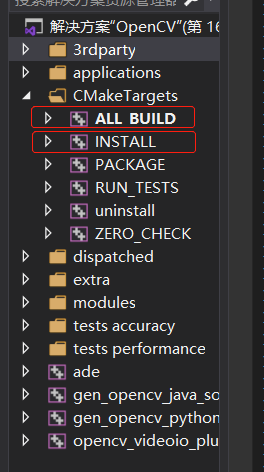 搜索解决方案资源管理器
解决方案"OpenCV"(第 16
3rdparty
applications
CMakeTargets
ALL_BUILD
INSTALL
PACKAGE
RUN_TESTS
uninstall
ZERO_CHECK
dispatched
extra
modules
tests accuracy
tests performance
ade
gen_opencv_java_so
gen_opencv_python
opencv_videoio_plu